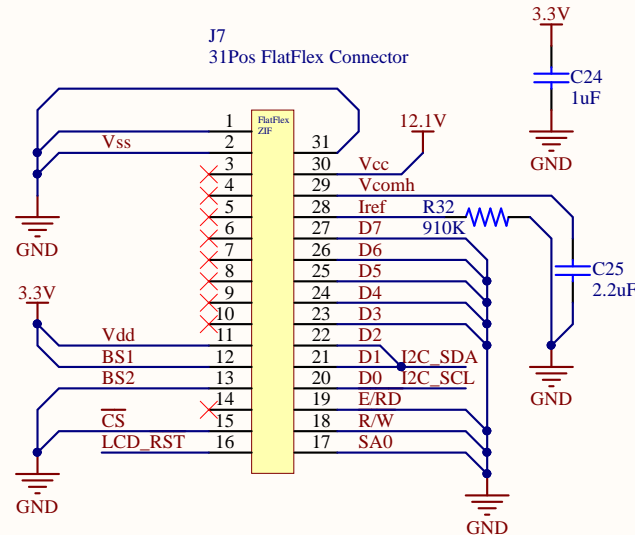 3.3V
C24
1uF
GND
J7
31Pos FlatFlex Connector
FlatFlex
ZIF
12.1V
1
Vss 2
3
4
5
6
7
8
9
10
Vdd 11
BS1 12
BS2 13
14
CS 15
LCD_RST 16
31
30 Vcc
29 Vcomh
28 Iref R32
27 D7 910K
26 D6
25 D5
24 D4
23 D3
22 D2
21 D1 I2C_SDA
20 D0 I2C_SCL
19 E/RD
18 R/W
17 SA0
GND
3.3V
GND
C25
2.2uF
GND
GND